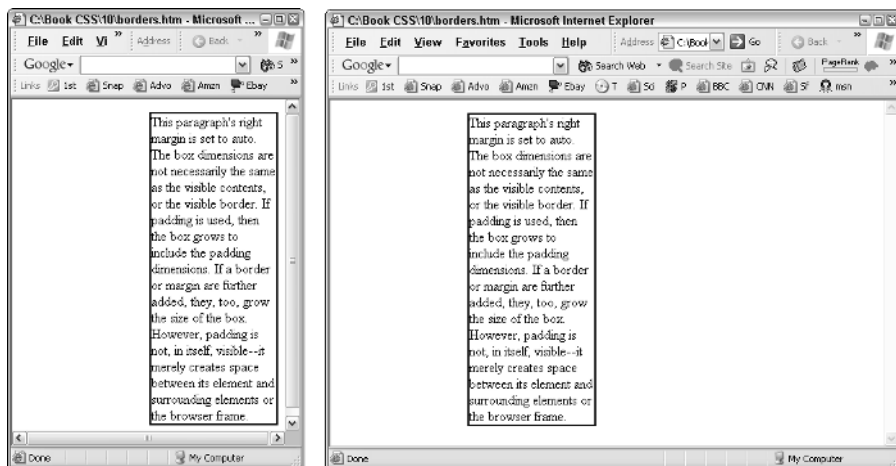 C:\Book CSS\10\borders.htm - Microsoft ...
File Edit Vi » Address Back »
Google
S »
Links 1st Snap Advo Amzn Ebay »
This paragraph's right
margin is set to auto.
The box dimensions are
not necessarily the same
as the visible contents,
or the visible border. If
padding is used, then
the box grows to
include the padding
dimensions. If a border
or margin are further
added, they, too, grow
the size of the box.
However, padding is
not, in itself, visible--it
merely creates space
between its element and
surrounding elements or
the browser frame.
Done My Computer
C:\Book CSS\10\borders.htm - Microsoft Internet Explorer
File Edit View Favorites Tools Help Address C:\Book Go Back »
Google Search Web Search Site PageRank »
Links 1st Snap Advo Amzn Ebay T Sci P BBC CNN SF msn »
This paragraph's right
margin is set to auto.
The box dimensions are
not necessarily the same
as the visible contents,
or the visible border. If
padding is used, then
the box grows to
include the padding
dimensions. If a border
or margin are further
added, they, too, grow
the size of the box.
However, padding is
not, in itself, visible--it
merely creates space
between its element and
surrounding elements or
the browser frame.
Done My Computer